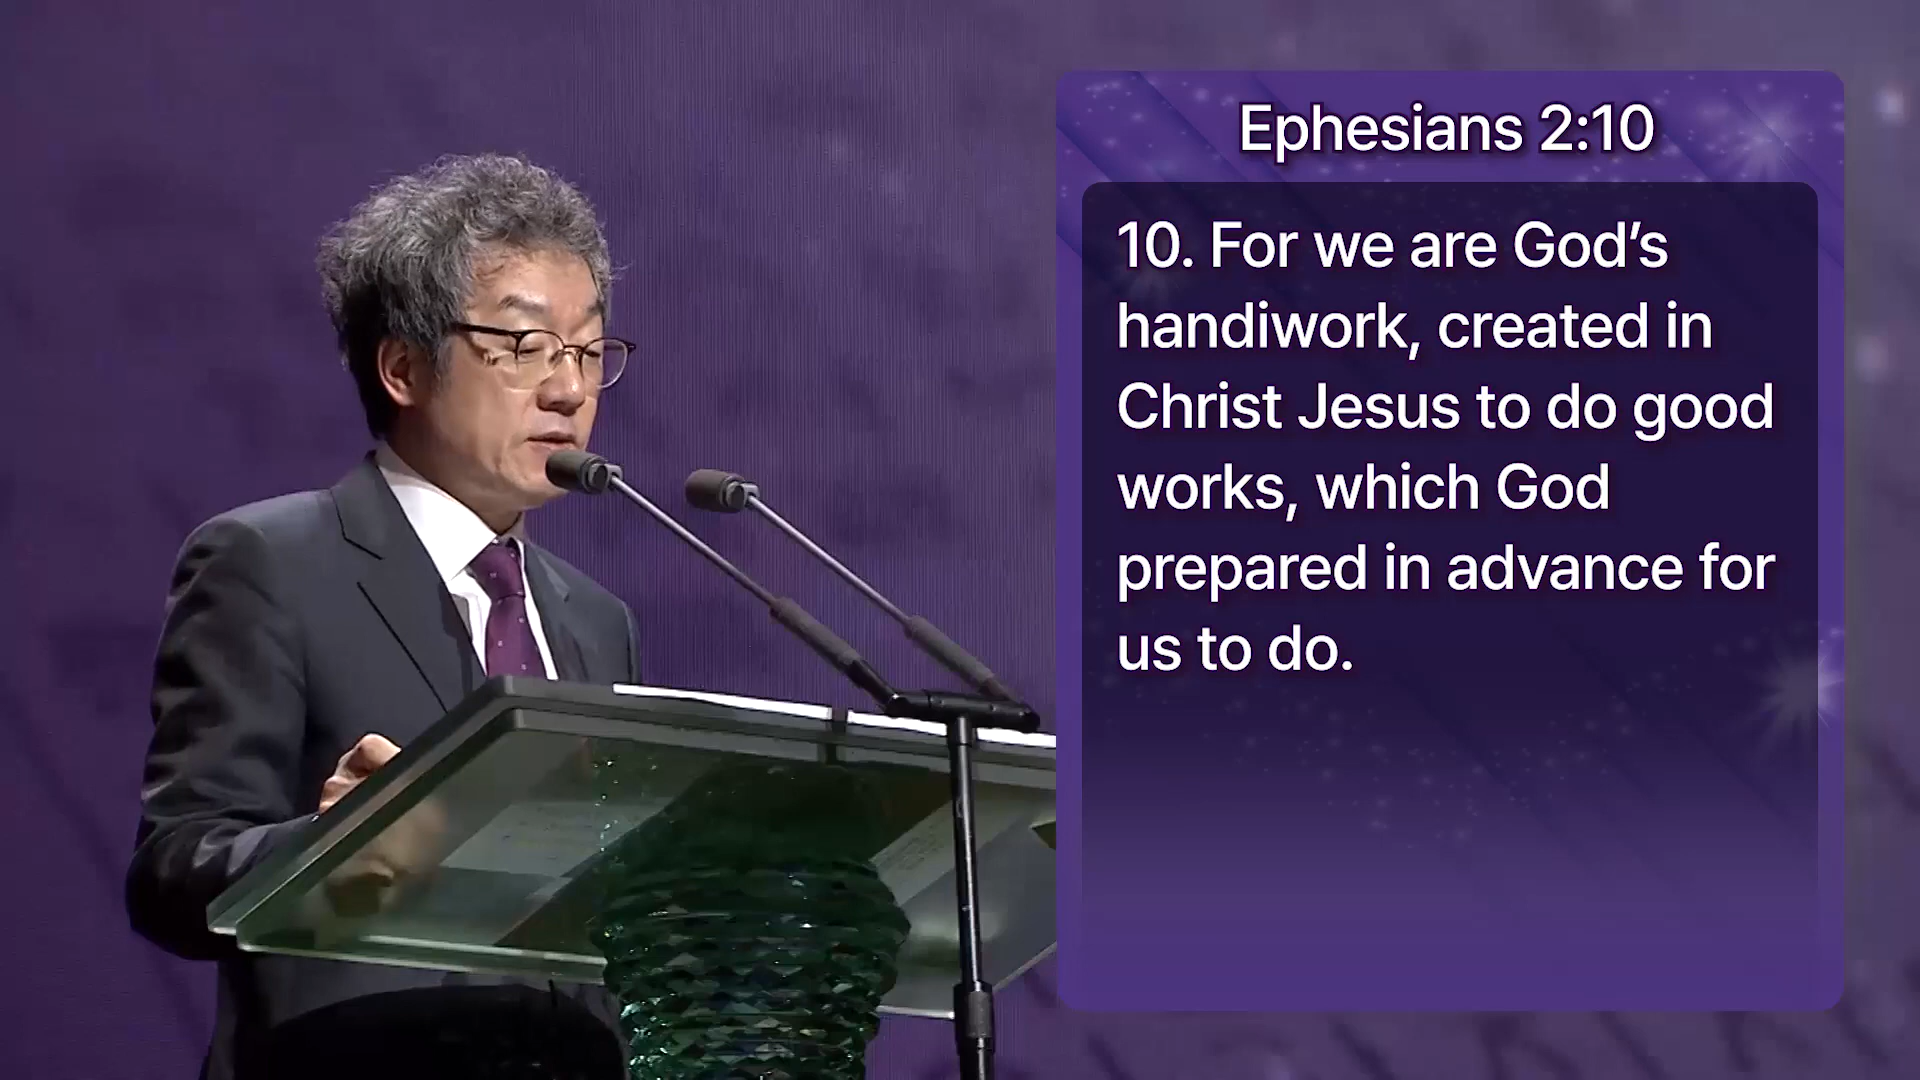 Ephesians 2:10
10. For we are God’s
handiwork, created in
Christ Jesus to do good
works, which God
prepared in advance for
us to do.